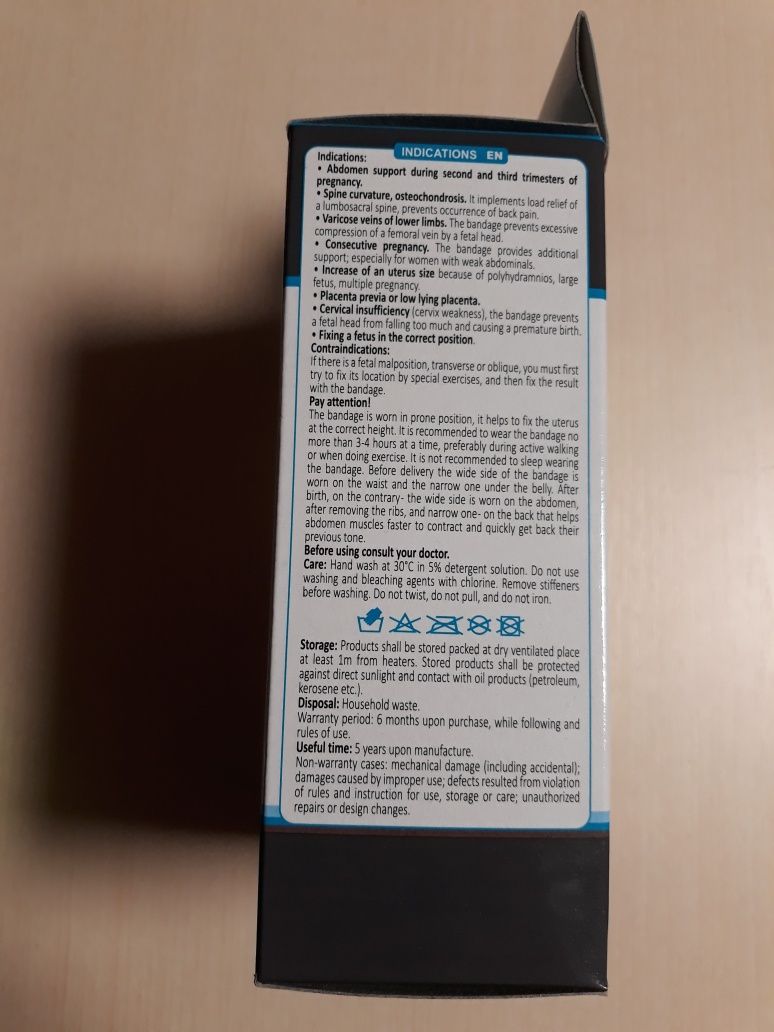 INDICATIONS EN
Indications:
• Abdomen support during second and third trimesters of
pregnancy.
• Spine curvature, osteochondrosis. It implements load relief of
a lumbosacral spine, prevents occurrence of back pain.
• Varicose veins of lower limbs. The bandage prevents excessive
compression of a femoral vein by a fetal head.
• Consecutive pregnancy. The bandage provides additional
support; especially for women with weak abdominals.
• Increase of an uterus size because of polyhydramnios, large
fetus, multiple pregnancy.
• Placenta previa or low lying placenta.
• Cervical insufficiency (cervix weakness), the bandage prevents
a fetal head from falling too much and causing a premature birth.
• Fixing a fetus in the correct position.
Contraindications:
If there is a fetal malposition, transverse or oblique, you must first
try to fix its location by special exercises, and then fix the result
with the bandage.
Pay attention!
The bandage is worn in prone position, it helps to fix the uterus
at the correct height. It is recommended to wear the bandage no
more than 3-4 hours at a time, preferably during active walking
or when doing exercise. It is not recommended to sleep wearing
the bandage. Before delivery the wide side of the bandage is
worn on the waist and the narrow one under the belly. After
birth, on the contrary- the wide side is worn on the abdomen,
after removing the ribs, and narrow one- on the back that helps
abdomen muscles faster to contract and quickly get back their
previous tone.
Before using consult your doctor.
Care: Hand wash at 30°C in 5% detergent solution. Do not use
washing and bleaching agents with chlorine. Remove stiffeners
before washing. Do not twist, do not pull, and do not iron.
Storage: Products shall be stored packed at dry ventilated place
at least 1m from heaters. Stored products shall be protected
against direct sunlight and contact with oil products (petroleum,
kerosene etc.).
Disposal: Household waste.
Warranty period: 6 months upon purchase, while following and
rules of use.
Useful time: 5 years upon manufacture.
Non-warranty cases: mechanical damage (including accidental);
damages caused by improper use; defects resulted from violation
of rules and instruction for use, storage or care; unauthorized
repairs or design changes.